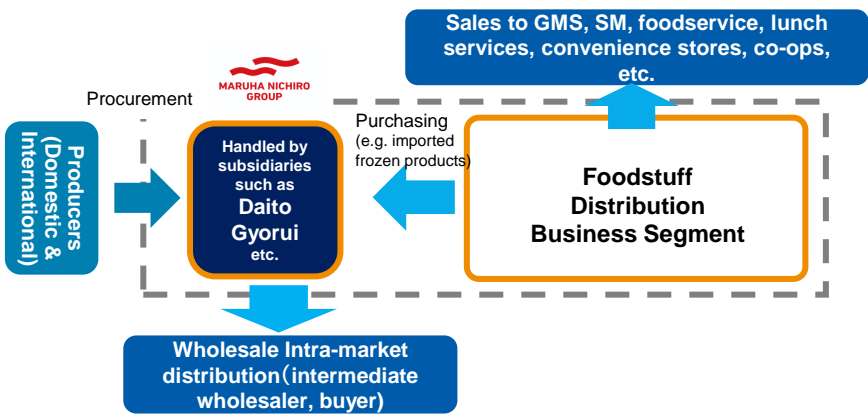 Sales to GMS, SM, foodservice, lunch
services, convenience stores, co-ops,
etc.
MARUHA NICHIRO
GROUP
Procurement
Producers
(Domestic &
International)
Handled by
subsidiaries
such as
Daito
Gyorui
etc.
Purchasing
(e.g. imported
frozen products)
Foodstuff
Distribution
Business Segment
Wholesale Intra-market
distribution（intermediate
wholesaler, buyer)